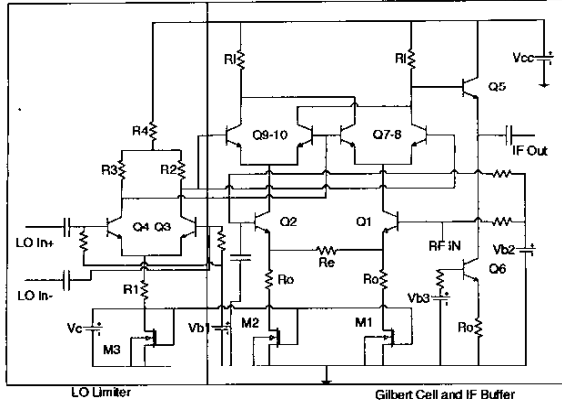 Rl
Rl
Vcc
Q5
R4
Q9-10
Q7-8
IF Out
R3
R2
Q4
Q3
Q2
Q1
LO In+
RF IN
Vb2
Re
Q6
LO In-
R1
Ro
Ro
Vb3
Vc
Vb1
M2
M1
Ro
M3
LO Limiter
Gilbert Cell and IF Buffer